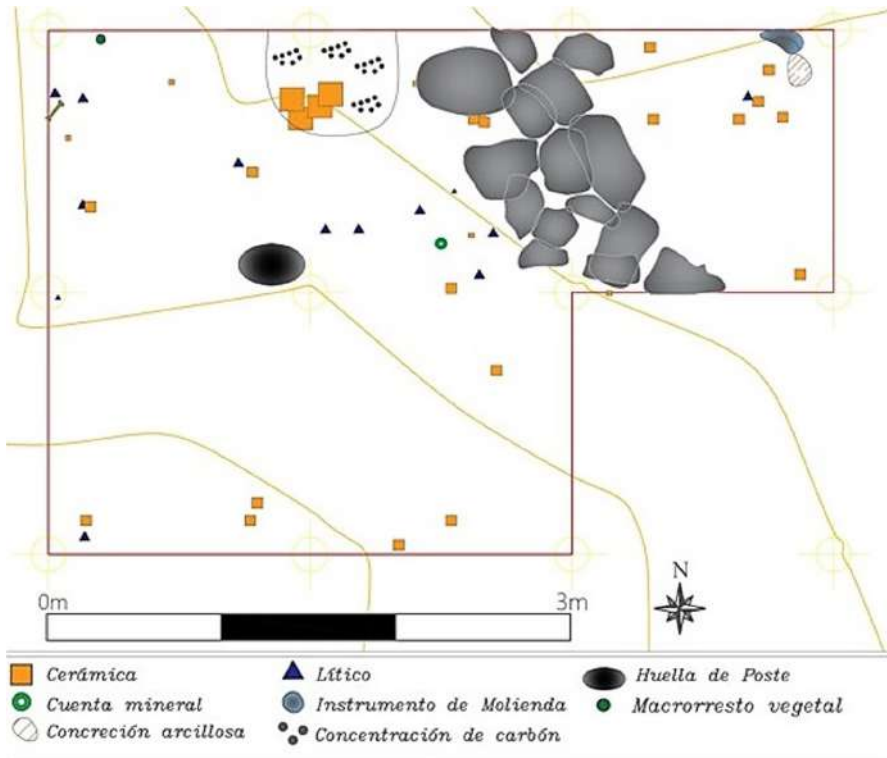 N
0m 3m
Cerámica Lítico Huella de Poste
Cuenta mineral Instrumento de Molienda Macrorresto vegetal
Concreción arcillosa Concentración de carbón